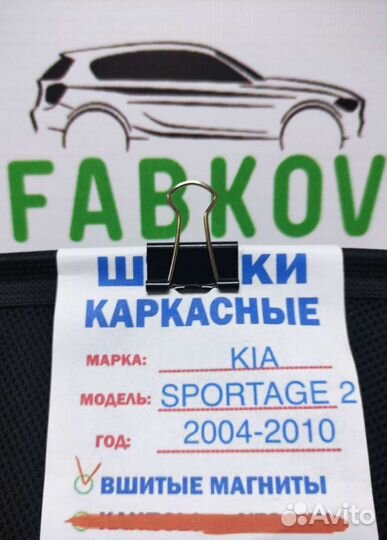 FABKOV
КАРКАСНЫЕ
МАРКА: KIA
МОДЕЛЬ: SPORTAGE 2
ГОД: 2004-2010
ВШИТЫЕ МАГНИТЫ
Avito